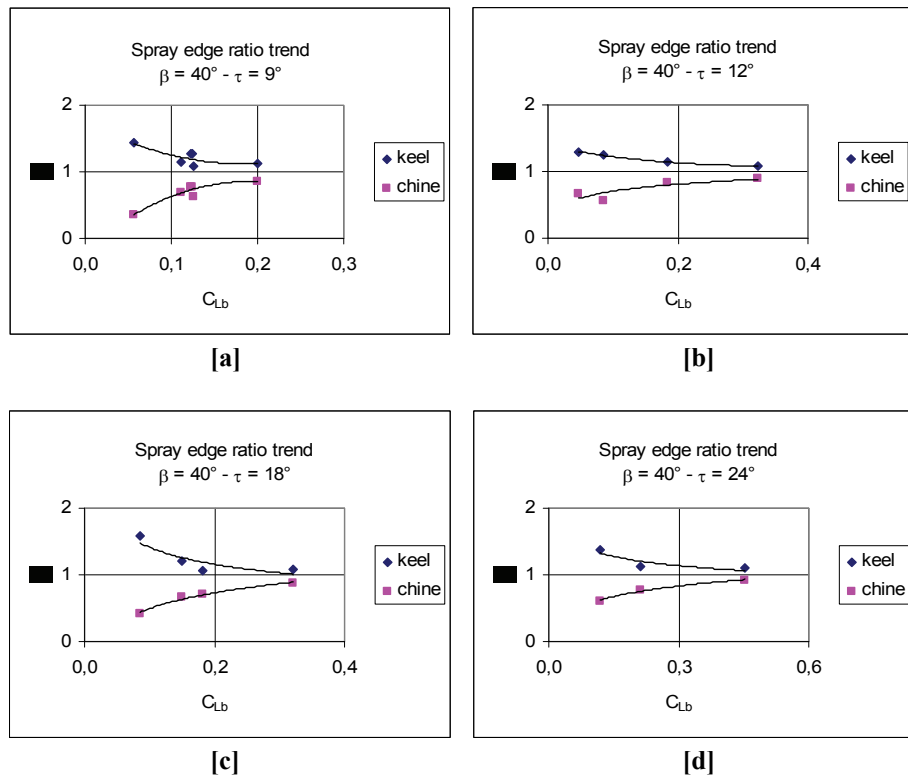 Spray edge ratio trend
β = 40° - τ = 9°
2
1
0
0,0 0,1 0,2 0,3
C_Lb
keel
chine
[a]
Spray edge ratio trend
β = 40° - τ = 12°
2
1
0
0,0 0,2 0,4
C_Lb
keel
chine
[b]
Spray edge ratio trend
β = 40° - τ = 18°
2
1
0
0,0 0,2 0,4
C_Lb
keel
chine
[c]
Spray edge ratio trend
β = 40° - τ = 24°
2
1
0
0,0 0,3 0,6
C_Lb
keel
chine
[d]